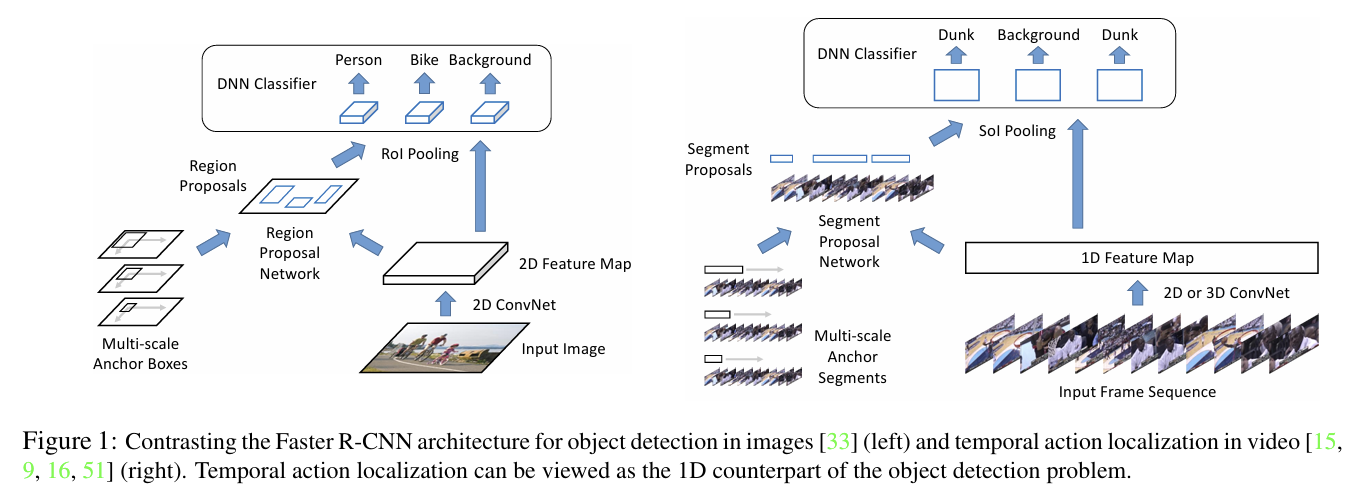 DNN Classifier
Person Bike Background
RoI Pooling
Region
Proposals
Region
Proposal
Network
2D Feature Map
2D ConvNet
Multi-scale
Anchor Boxes
Input Image
DNN Classifier
Dunk Background Dunk
SoI Pooling
Segment
Proposals
Segment
Proposal
Network
1D Feature Map
2D or 3D ConvNet
Multi-scale
Anchor
Segments
Input Frame Sequence
Figure 1: Contrasting the Faster R-CNN architecture for object detection in images [33] (left) and temporal action localization in video [15,
9, 16, 51] (right). Temporal action localization can be viewed as the 1D counterpart of the object detection problem.